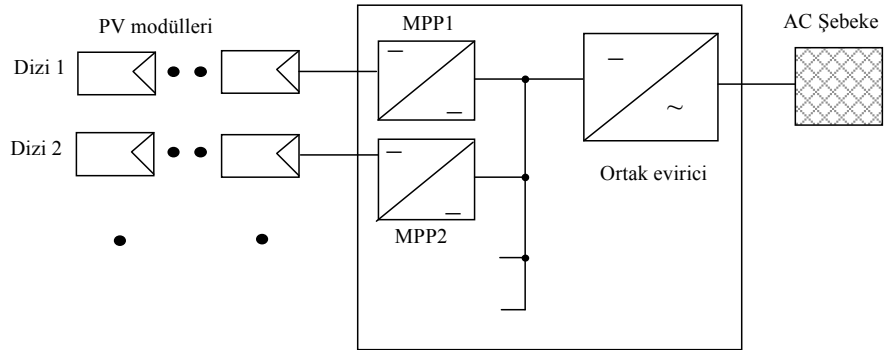 PV modülleri
MPP1
AC Şebeke
Dizi 1
Dizi 2
~
Ortak evirici
MPP2